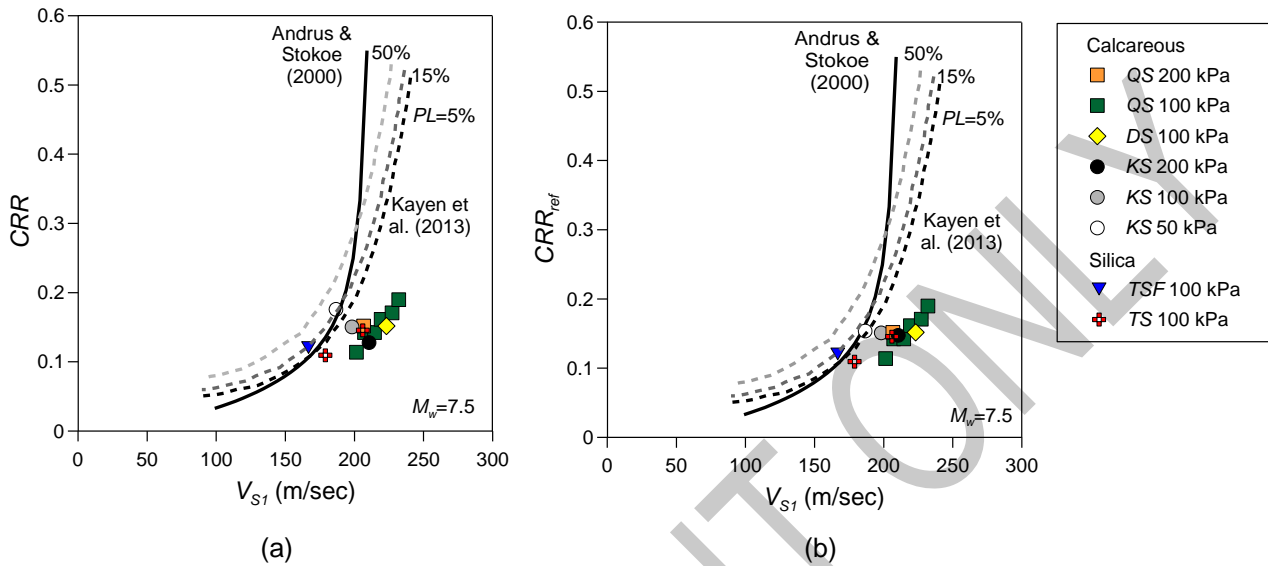 0.6
0.5
0.4
0.3
0.2
0.1
0
CRR
Andrus &
Stokoe
(2000)
50%
15%
PL=5%
Kayen
et al. (2013)
M_w=7.5
0 50 100 150 200 250 300
V_S1 (m/sec)
(a)
0.6
0.5
0.4
0.3
0.2
0.1
0
CRR_ref
Andrus &
Stokoe
(2000)
50%
15%
PL=5%
Kayen
et al. (2013)
M_w=7.5
0 50 100 150 200 250 300
V_S1 (m/sec)
(b)
Calcareous
QS 200 kPa
QS 100 kPa
DS 100 kPa
KS 200 kPa
KS 100 kPa
KS 50 kPa
Silica
TSF 100 kPa
TS 100 kPa
NT ONLY